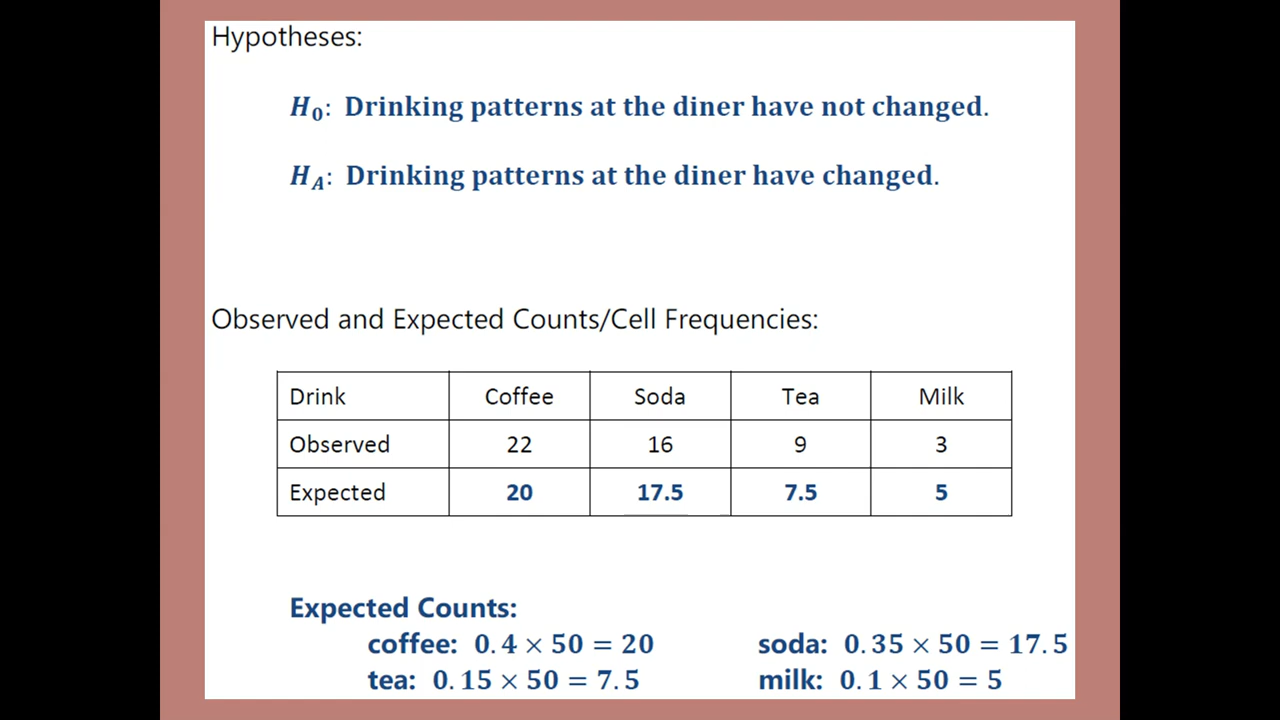 Hypotheses:
H₀: Drinking patterns at the diner have not changed.
H_A: Drinking patterns at the diner have changed.
Observed and Expected Counts/Cell Frequencies:
Drink Coffee Soda Tea Milk
Observed 22 16 9 3
Expected 20 17.5 7.5 5
Expected Counts:
coffee: 0.4 × 50 = 20 soda: 0.35 × 50 = 17.5
tea: 0.15 × 50 = 7.5 milk: 0.1 × 50 = 5